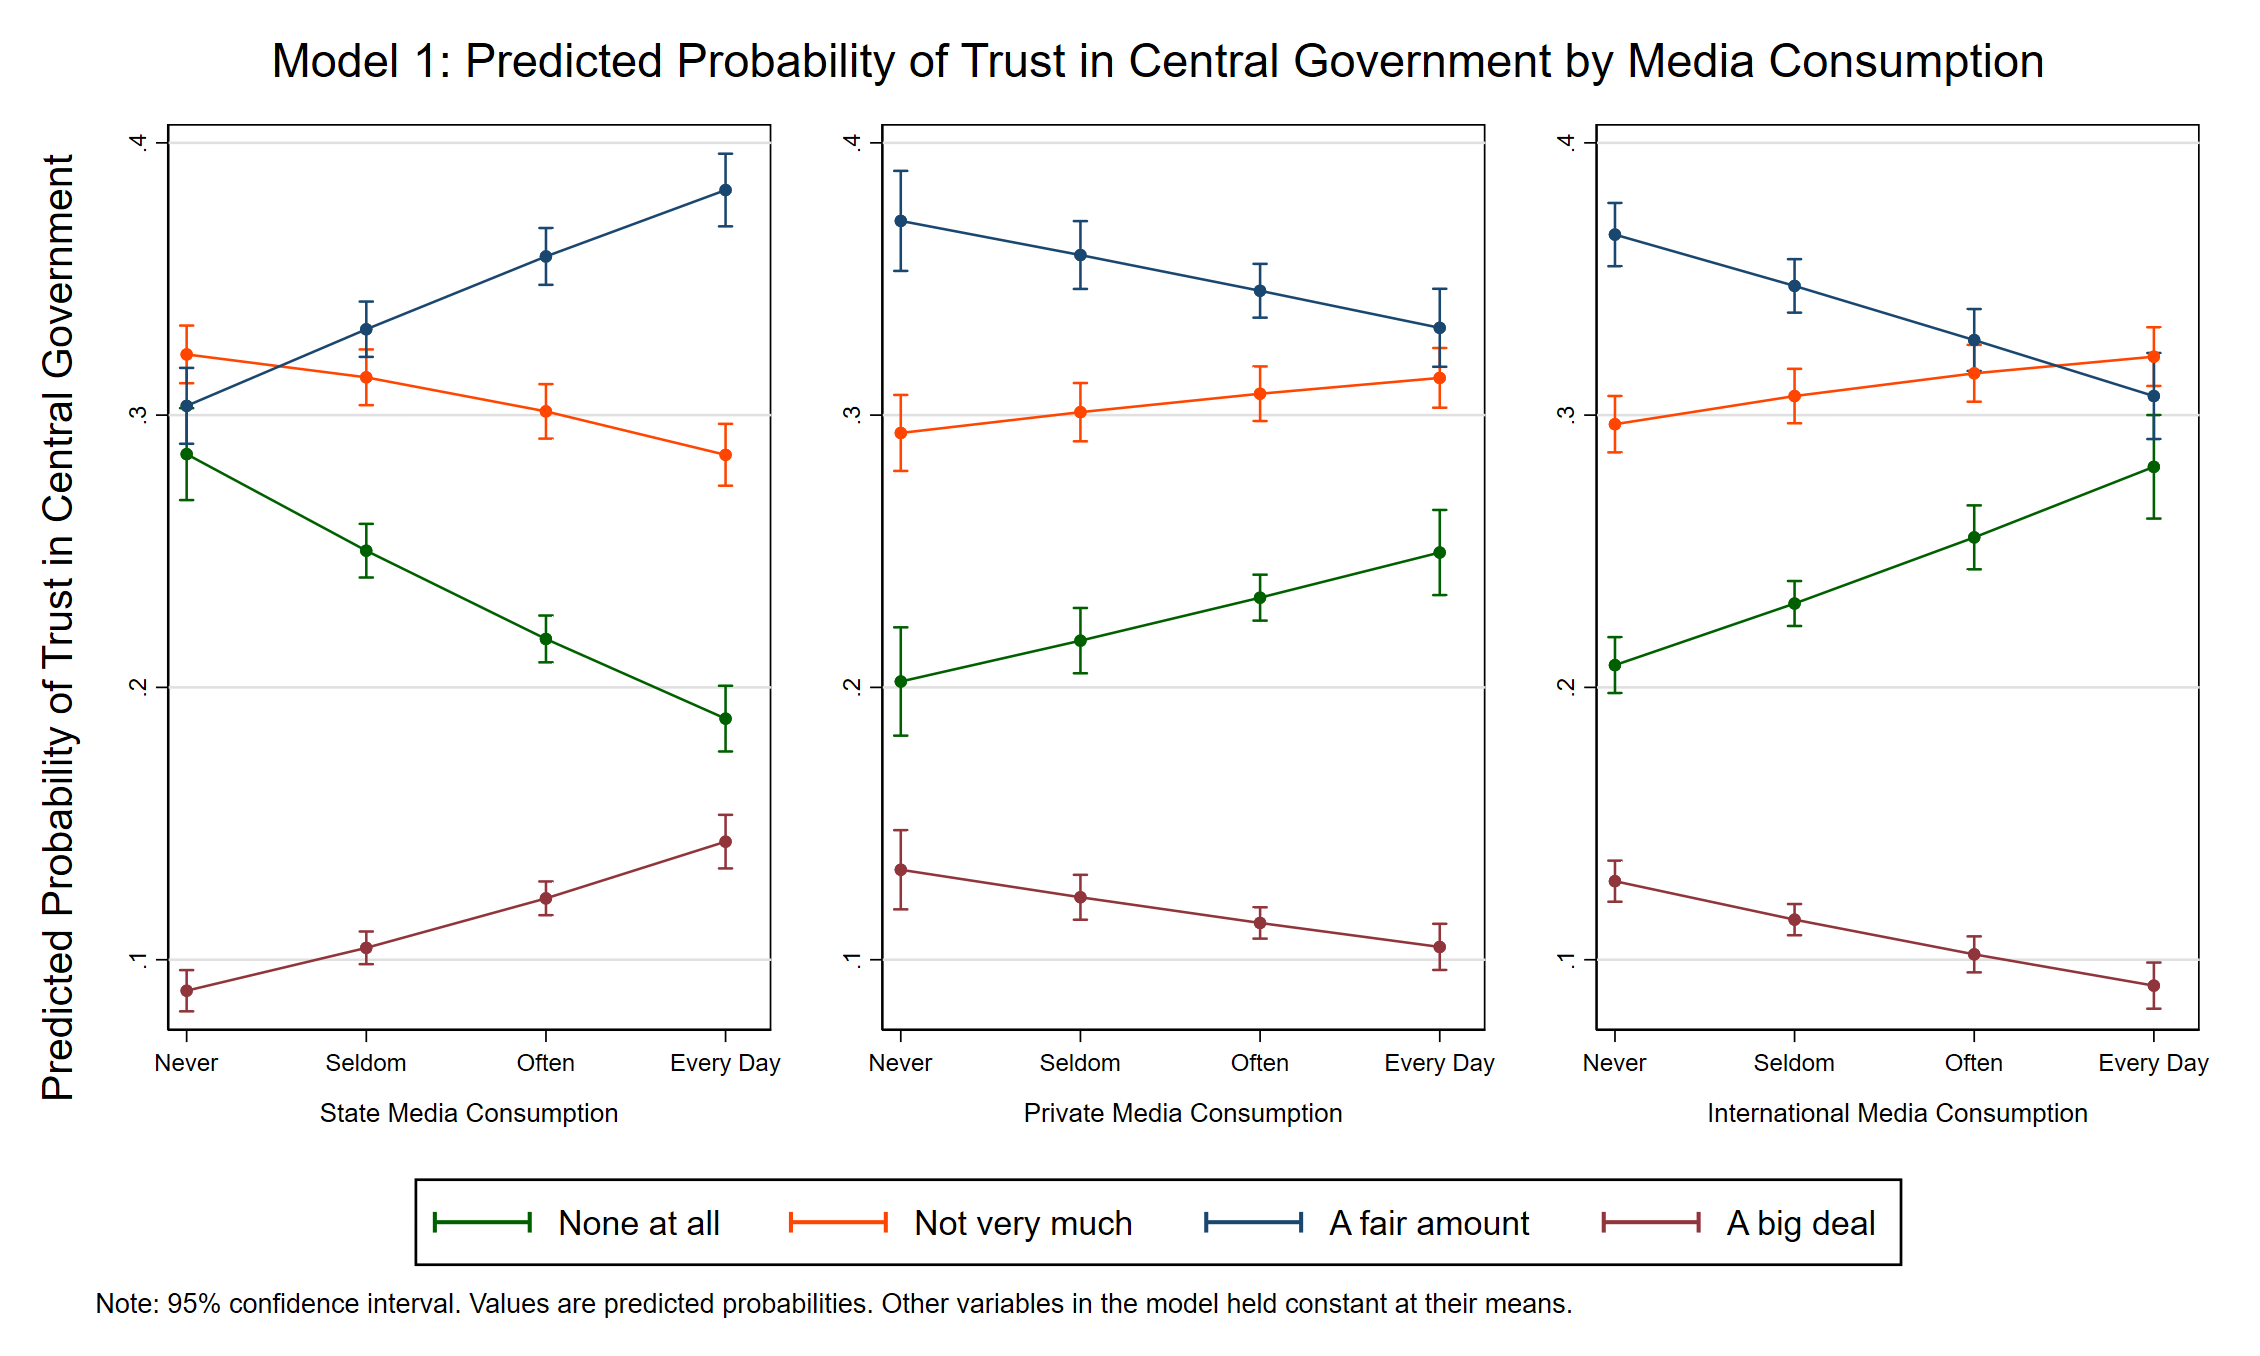 Model 1: Predicted Probability of Trust in Central Government by Media Consumption
Predicted Probability of Trust in Central Government
.4
.3
.2
.1
Never Seldom Often Every Day
State Media Consumption
.4
.3
.2
.1
Never Seldom Often Every Day
Private Media Consumption
.4
.3
.2
.1
Never Seldom Often Every Day
International Media Consumption
None at all Not very much A fair amount A big deal
Note: 95% confidence interval. Values are predicted probabilities. Other variables in the model held constant at their means.